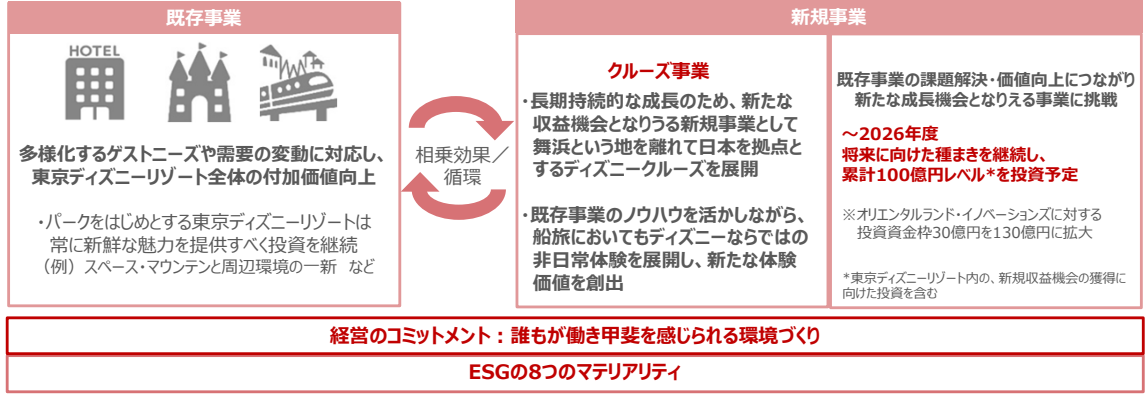 既存事業
HOTEL
多様化するゲストニーズや需要の変動に対応し、
東京ディズニーリゾート全体の付加価値向上
・パークをはじめとする東京ディズニーリゾートは
常に新鮮な魅力を提供すべく投資を継続
（例）スペース・マウンテンと周辺環境の一新 など
相乗効果／
循環
新規事業
クルーズ事業
・長期持続的な成長のため、新たな
収益機会となりうる新規事業として
舞浜という地を離れて日本を拠点と
するディズニークルーズを展開
・既存事業のノウハウを活かしながら、
船旅においてもディズニーならではの
非日常体験を展開し、新たな体験
価値を創出
既存事業の課題解決・価値向上につながり
新たな成長機会となりえる事業に挑戦
～2026年度
将来に向けた種まきを継続し、
累計100億円レベル*を投資予定
※オリエンタルランド・イノベーションズに対する
投資資金枠30億円を130億円に拡大
*東京ディズニーリゾート内の、新規収益機会の獲得に
向けた投資を含む
経営のコミットメント：誰もが働き甲斐を感じられる環境づくり
ESGの8つのマテリアリティ